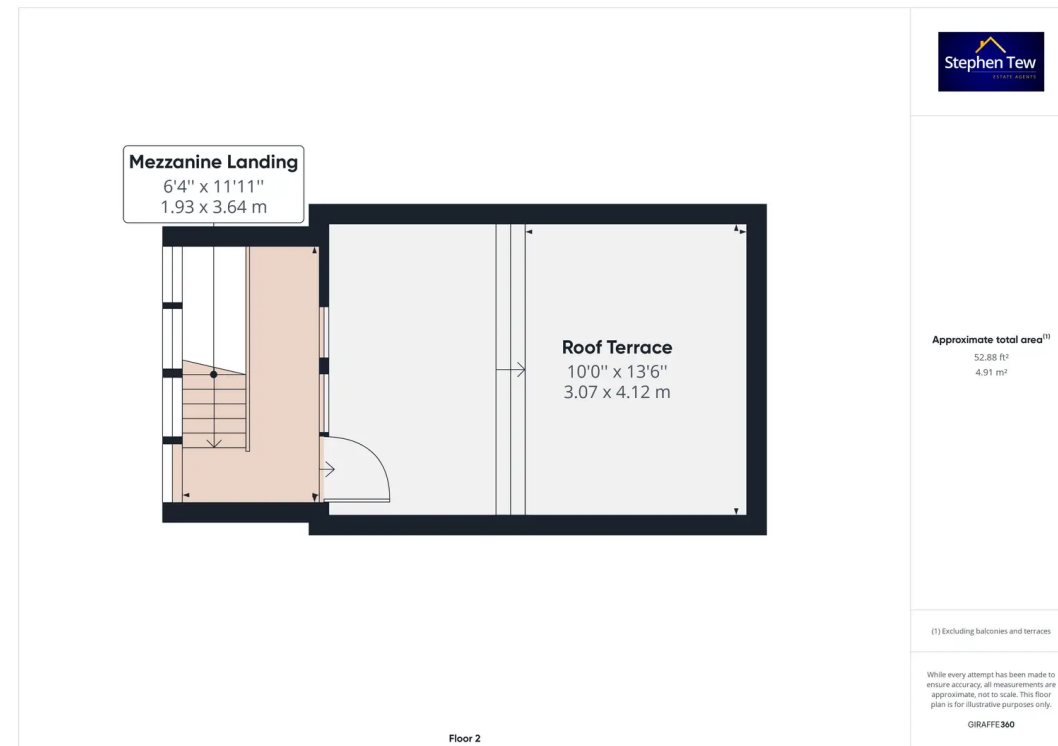 Stephen Tew
ESTATE AGENTS
Mezzanine Landing
6'4'' x 11'11''
1.93 x 3.64 m
Roof Terrace
10'0'' x 13'6''
3.07 x 4.12 m
Approximate total area(1)
52.88 ft²
4.91 m²
(1) Excluding balconies and terraces
While every attempt has been made to
ensure accuracy, all measurements are
approximate, not to scale. This floor
plan is for illustrative purposes only.
GIRAFFE360
Floor 2